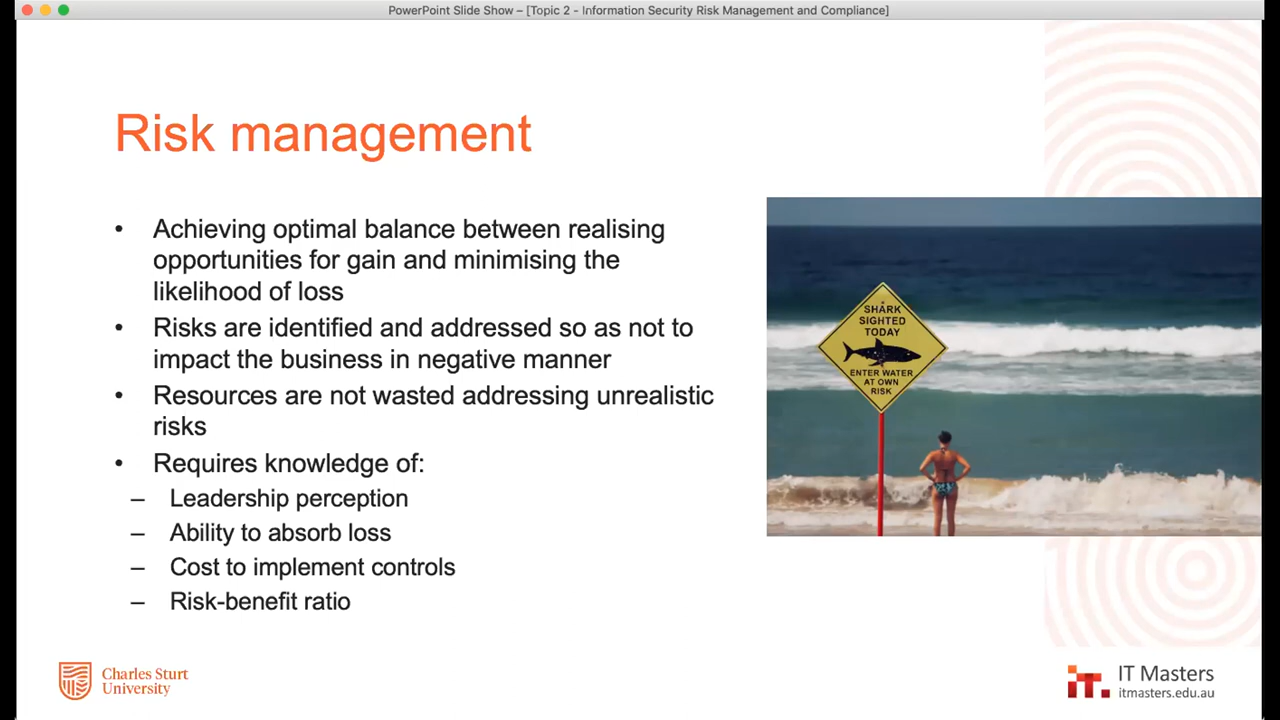 PowerPoint Slide Show – [Topic 2 - Information Security Risk Management and Compliance]
Risk management
• Achieving optimal balance between realising
opportunities for gain and minimising the
likelihood of loss
• Risks are identified and addressed so as not to
impact the business in negative manner
• Resources are not wasted addressing unrealistic
risks
• Requires knowledge of:
– Leadership perception
– Ability to absorb loss
– Cost to implement controls
– Risk-benefit ratio
SHARK
SIGHTED
TODAY
ENTER WATER
AT OWN
RISK
Charles Sturt
University
it.
IT Masters
itmasters.edu.au